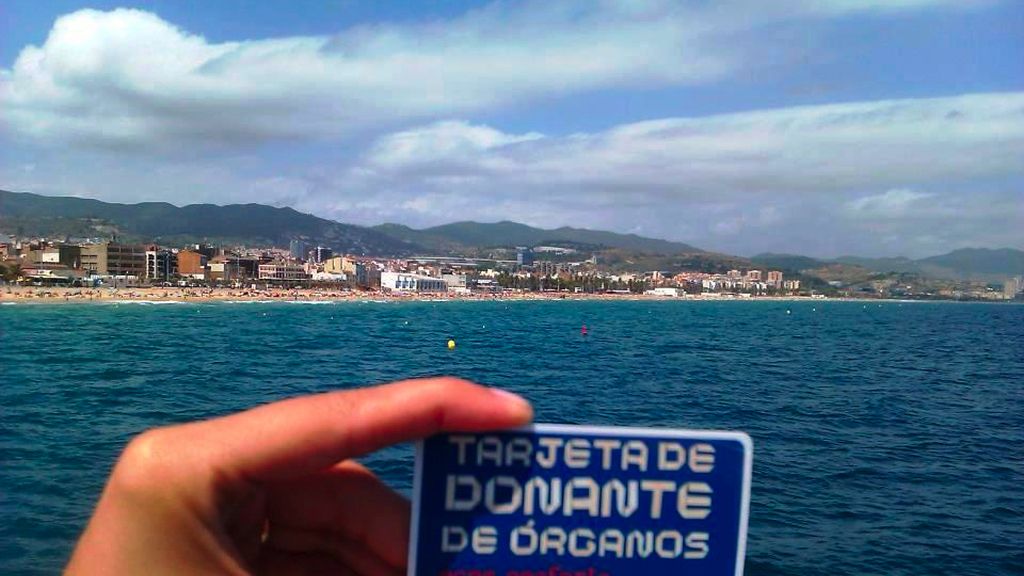 TARJETA DE
DONANTE
DE ÓRGANOS